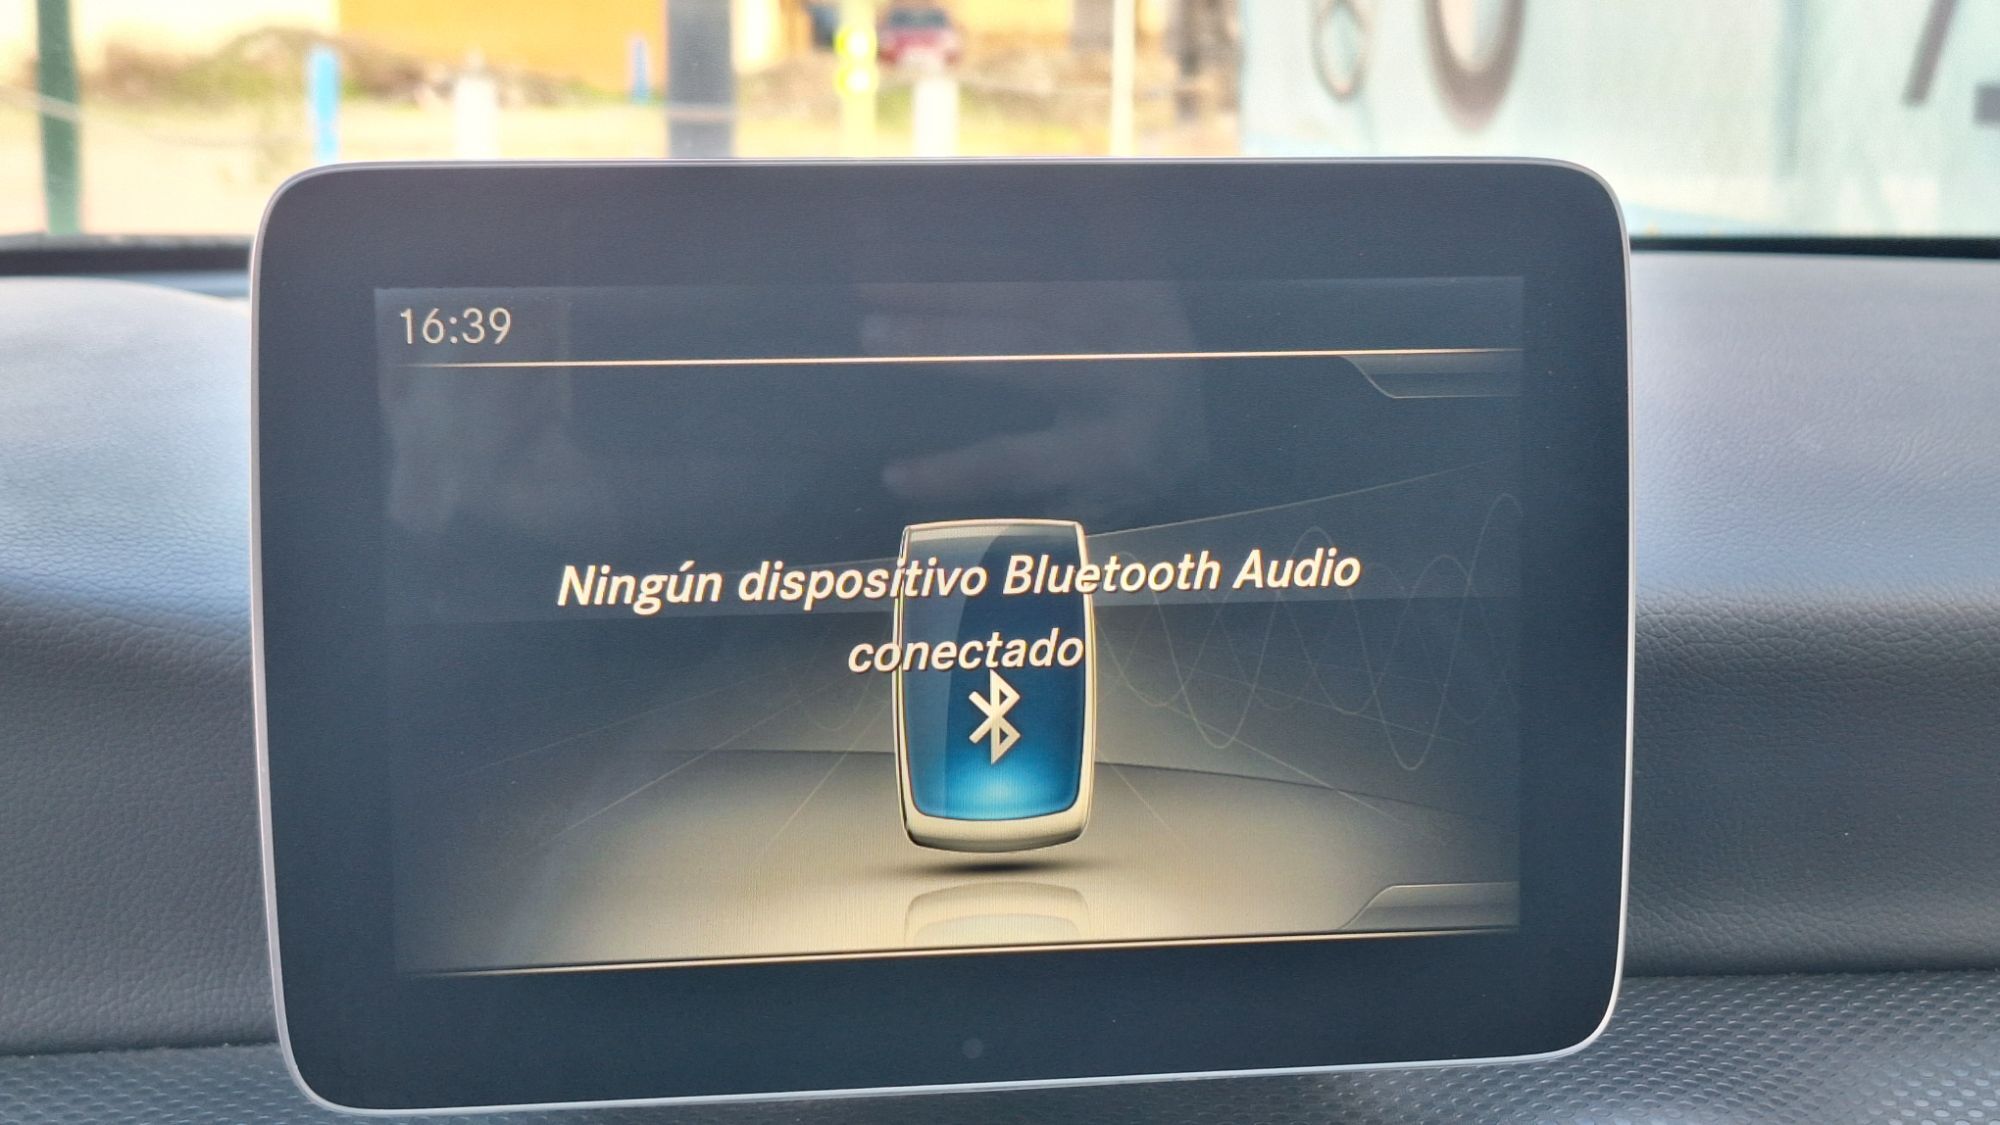 16:39
Ningún dispositivo Bluetooth Audio
conectado